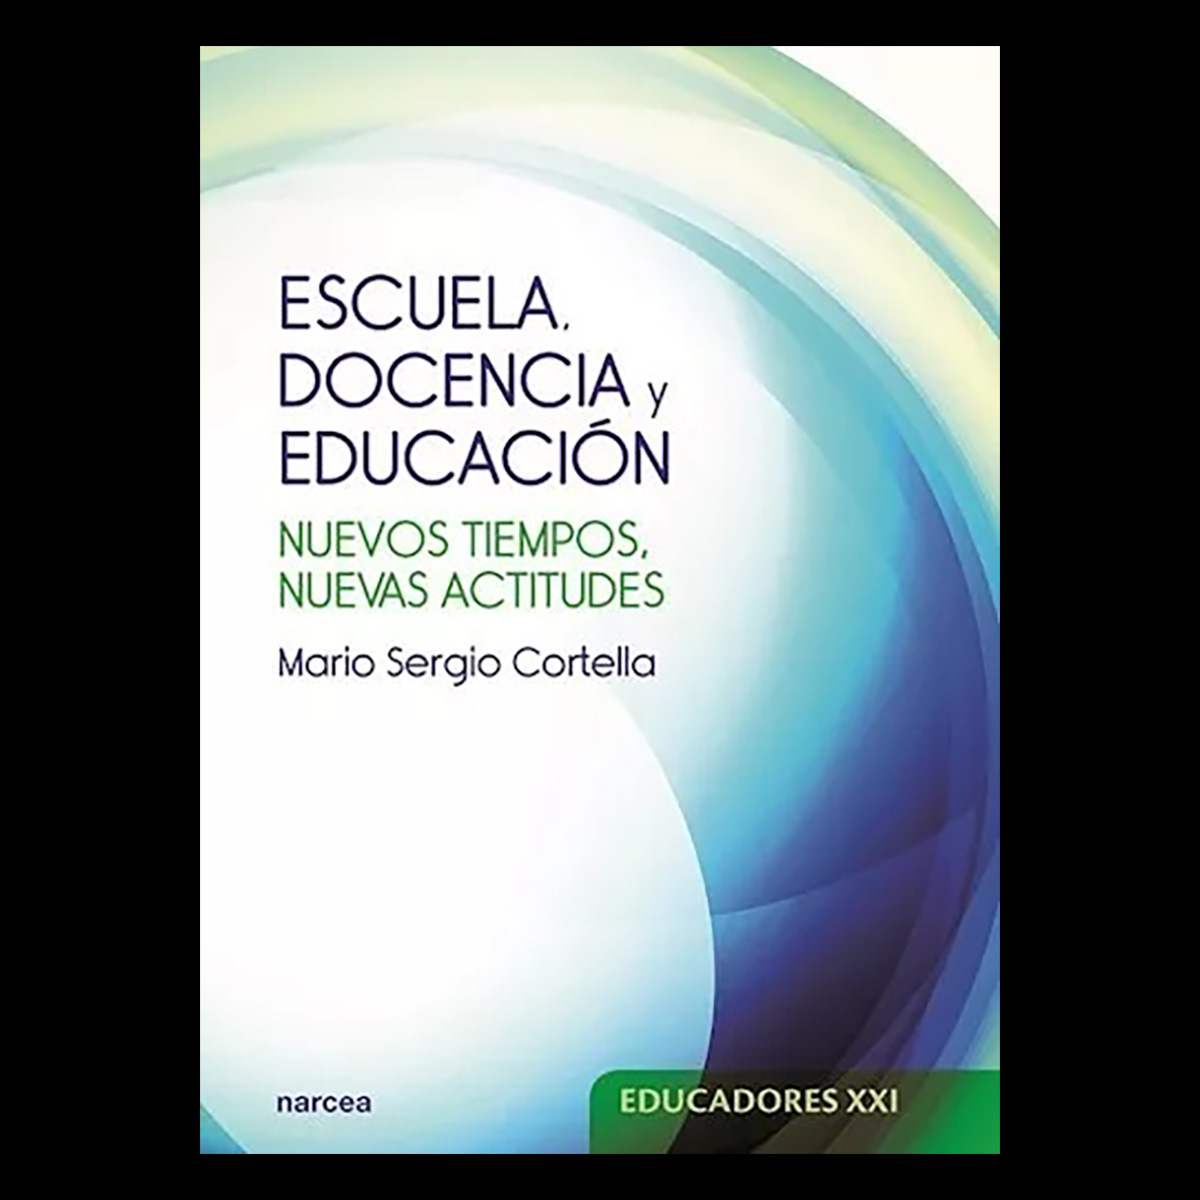 ESCUELA,
DOCENCIA y
EDUCACIÓN
NUEVOS TIEMPOS,
NUEVAS ACTITUDES
Mario Sergio Cortella
narcea
EDUCADORES XXI